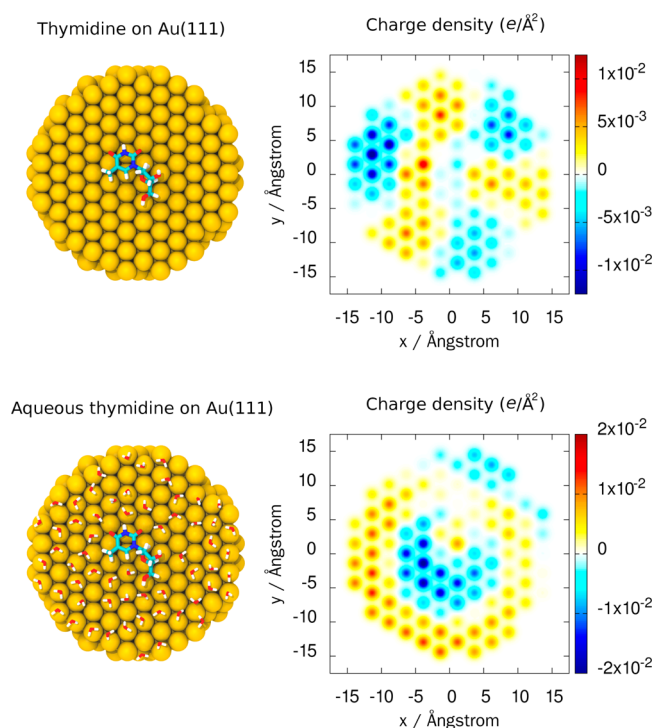 Thymidine on Au(111)
Charge density (e/Å²)
15
10
5
0
-5
-10
-15
y / Ångstrom
-15 -10 -5 0 5 10 15
x / Ångstrom
1x10⁻²
5x10⁻³
0
-5x10⁻³
-1x10⁻²
Aqueous thymidine on Au(111)
Charge density (e/Å²)
15
10
5
0
-5
-10
-15
y / Ångstrom
-15 -10 -5 0 5 10 15
x / Ångstrom
2x10⁻²
1x10⁻²
0
-1x10⁻²
-2x10⁻²